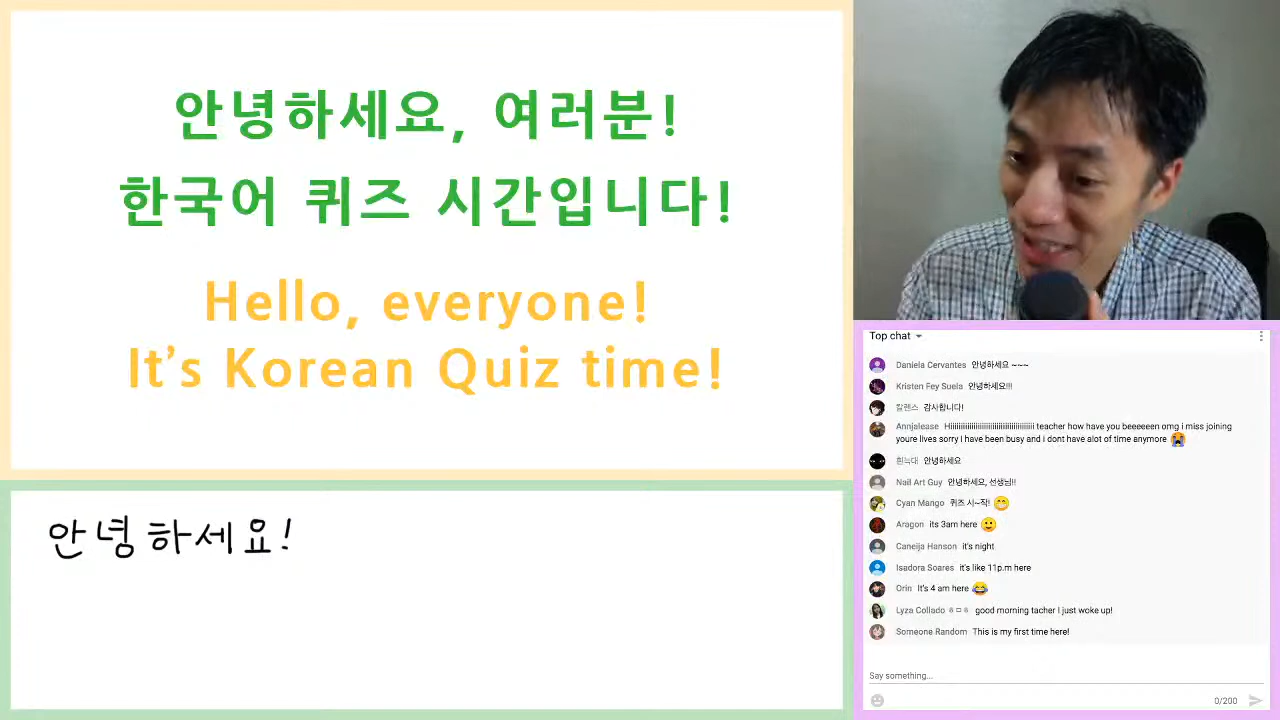 안녕하세요, 여러분!
한국어 퀴즈 시간입니다!
Hello, everyone!
It's Korean Quiz time!
안녕하세요!
Top chat
Daniela Cervantes 안녕하세요 ~~~
Kristen Fey Suela 안녕하세요!!!
칼렌스 감사합니다!
Annjalease Hiiiiiiiiiiiiiiiiiiiiiiiiiiiiiiiiii teacher how have you beeeeeen omg i miss joining
youre lives sorry i have been busy and i dont have alot of time anymore 😭
흰늑대 안녕하세요
Nail Art Guy 안녕하세요, 선생님!!
Cyan Mango 퀴즈 시~작! 😁
Aragon its 3am here 🙂
Caneija Hanson it's night
Isadora Soares it's like 11p.m here
Orin It's 4 am here 😂
Lyza Collado ㅎㅁㅎ good morning tacher I just woke up!
Someone Random This is my first time here!
Say something...
0/200